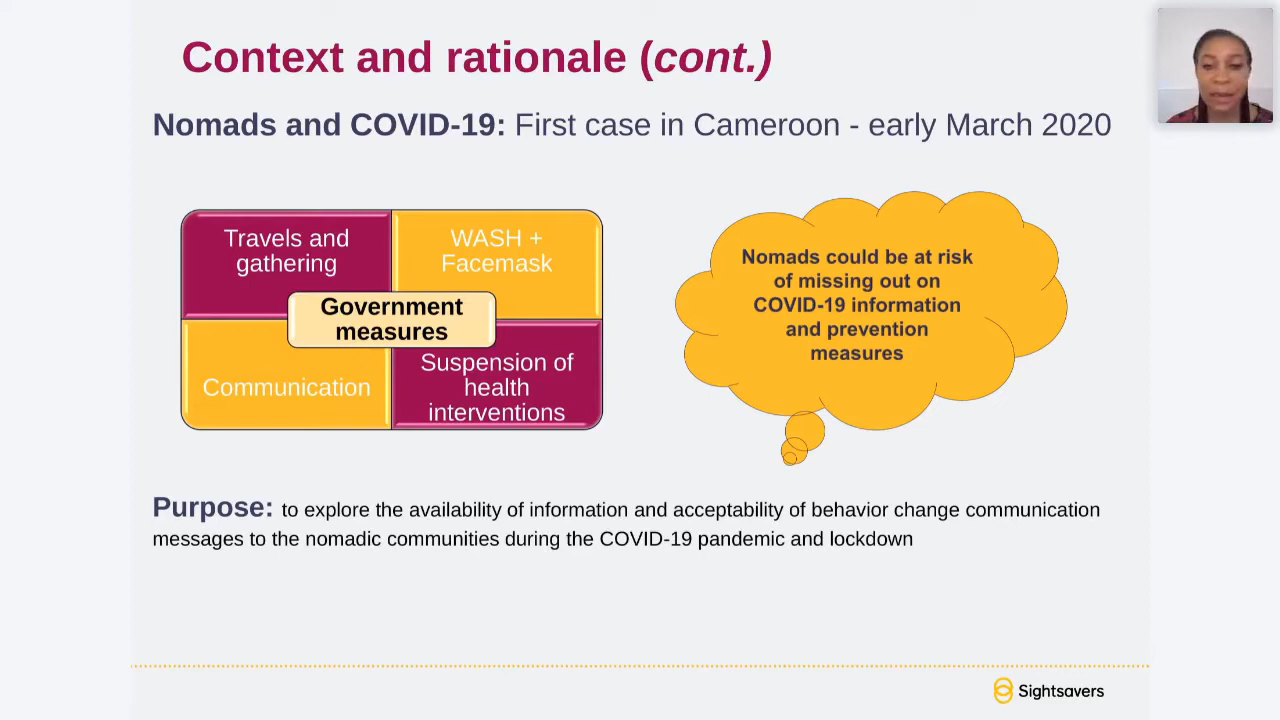 Context and rationale (cont.)
Nomads and COVID-19: First case in Cameroon - early March 2020
Travels and
gathering
WASH +
Facemask
Government
measures
Communication
Suspension of
health
interventions
Nomads could be at risk
of missing out on
COVID-19 information
and prevention
measures
Purpose: to explore the availability of information and acceptability of behavior change communication
messages to the nomadic communities during the COVID-19 pandemic and lockdown
Sightsavers